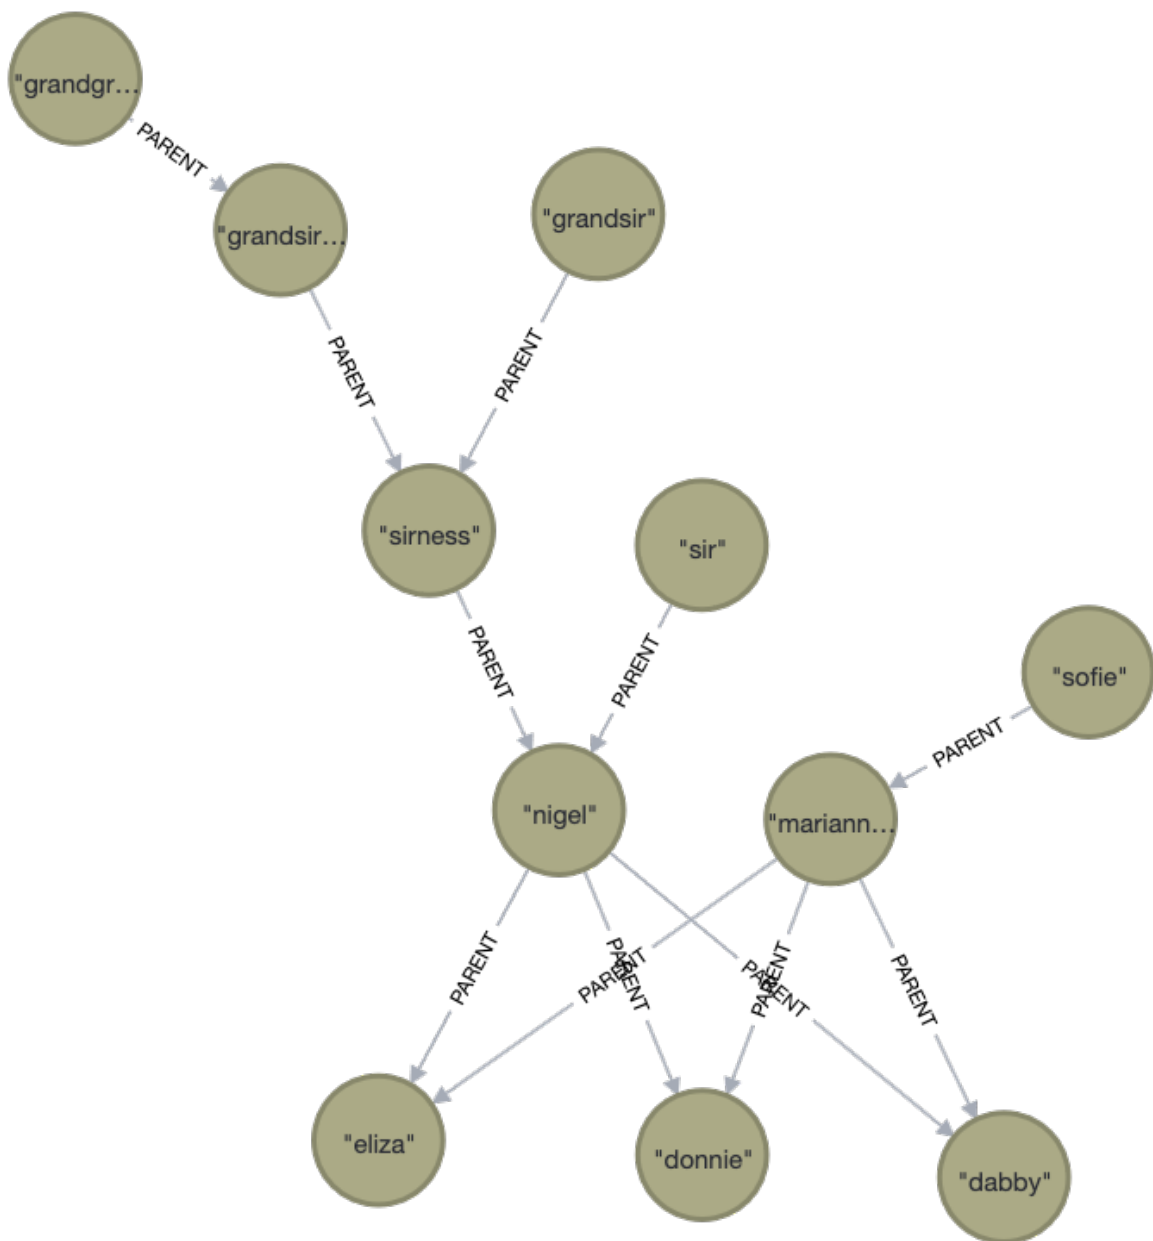 "grandgr...
PARENT
"grandsir...
"grandsir"
PARENT
PARENT
"sirness"
"sir"
PARENT
PARENT
"sofie"
PARENT
"nigel"
"mariann...
PARENT
PARENT
PARENT
PARENT
PARENT
PARENT
"eliza"
"donnie"
"dabby"